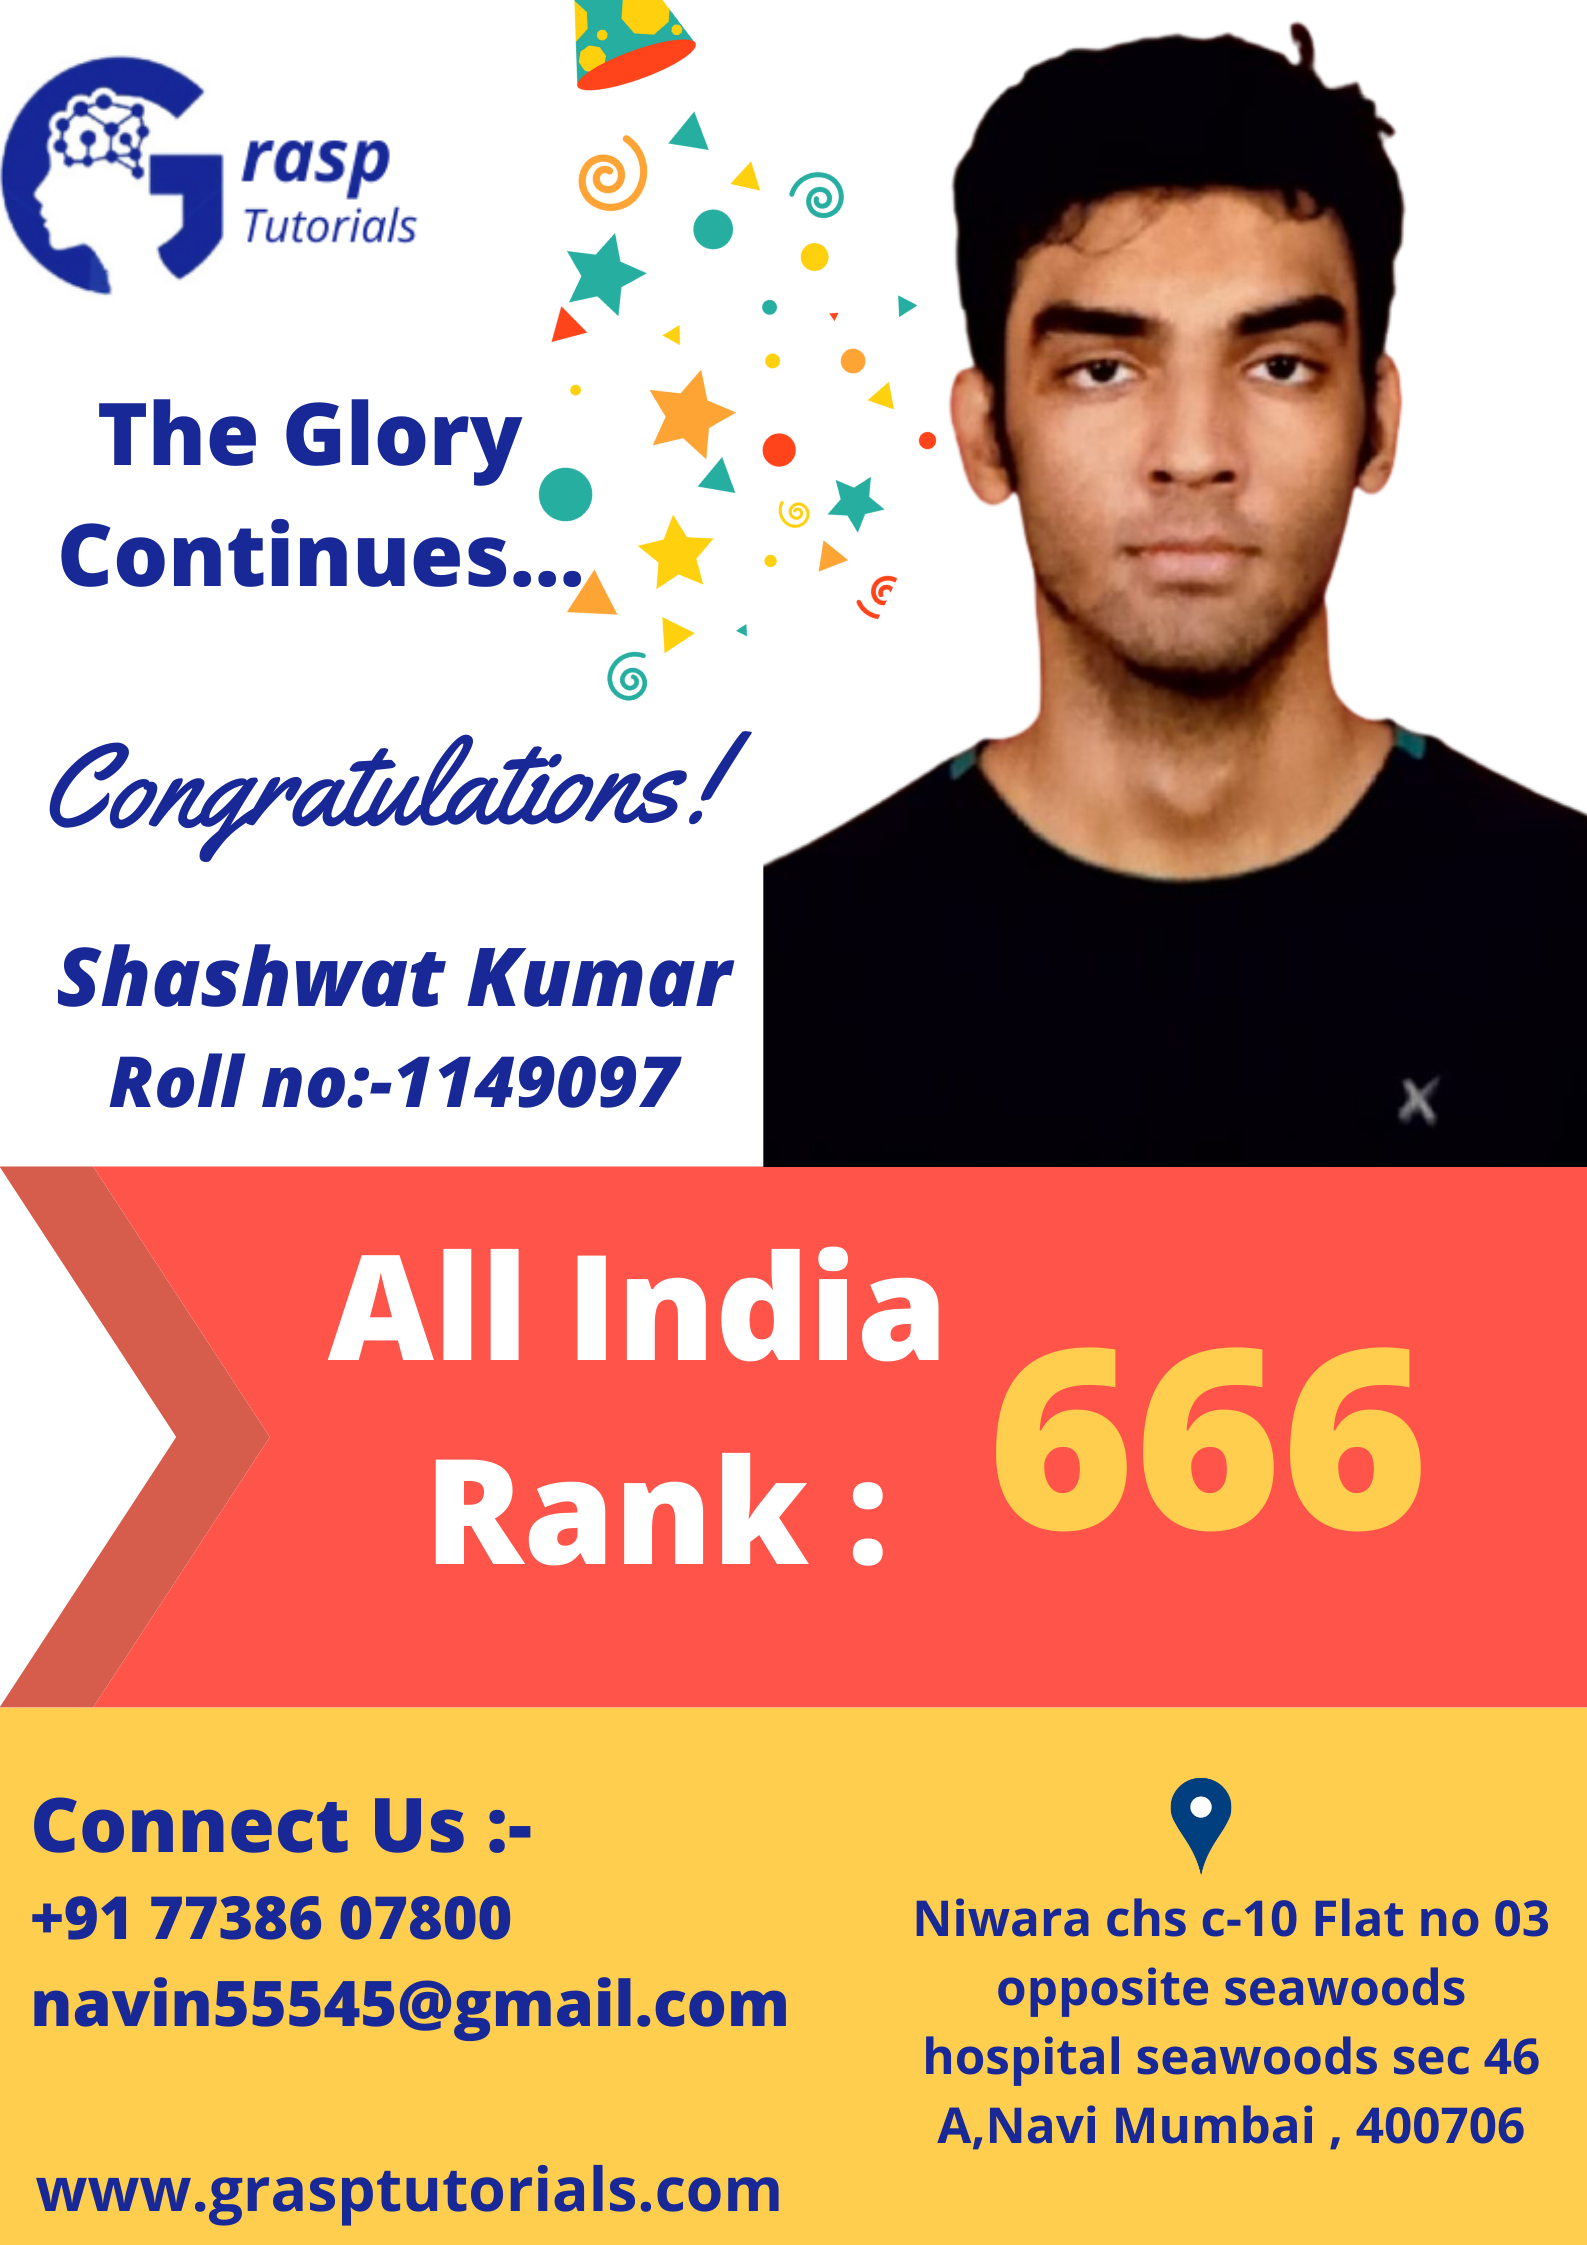 Grasp
Tutorials
The Glory
Continues...
Congratulations!
Shashwat Kumar
Roll no:-1149097
All India
Rank :
666
Connect Us :-
+91 77386 07800
navin55545@gmail.com
www.grasptutorials.com
Niwara chs c-10 Flat no 03
opposite seawoods
hospital seawoods sec 46
A,Navi Mumbai , 400706